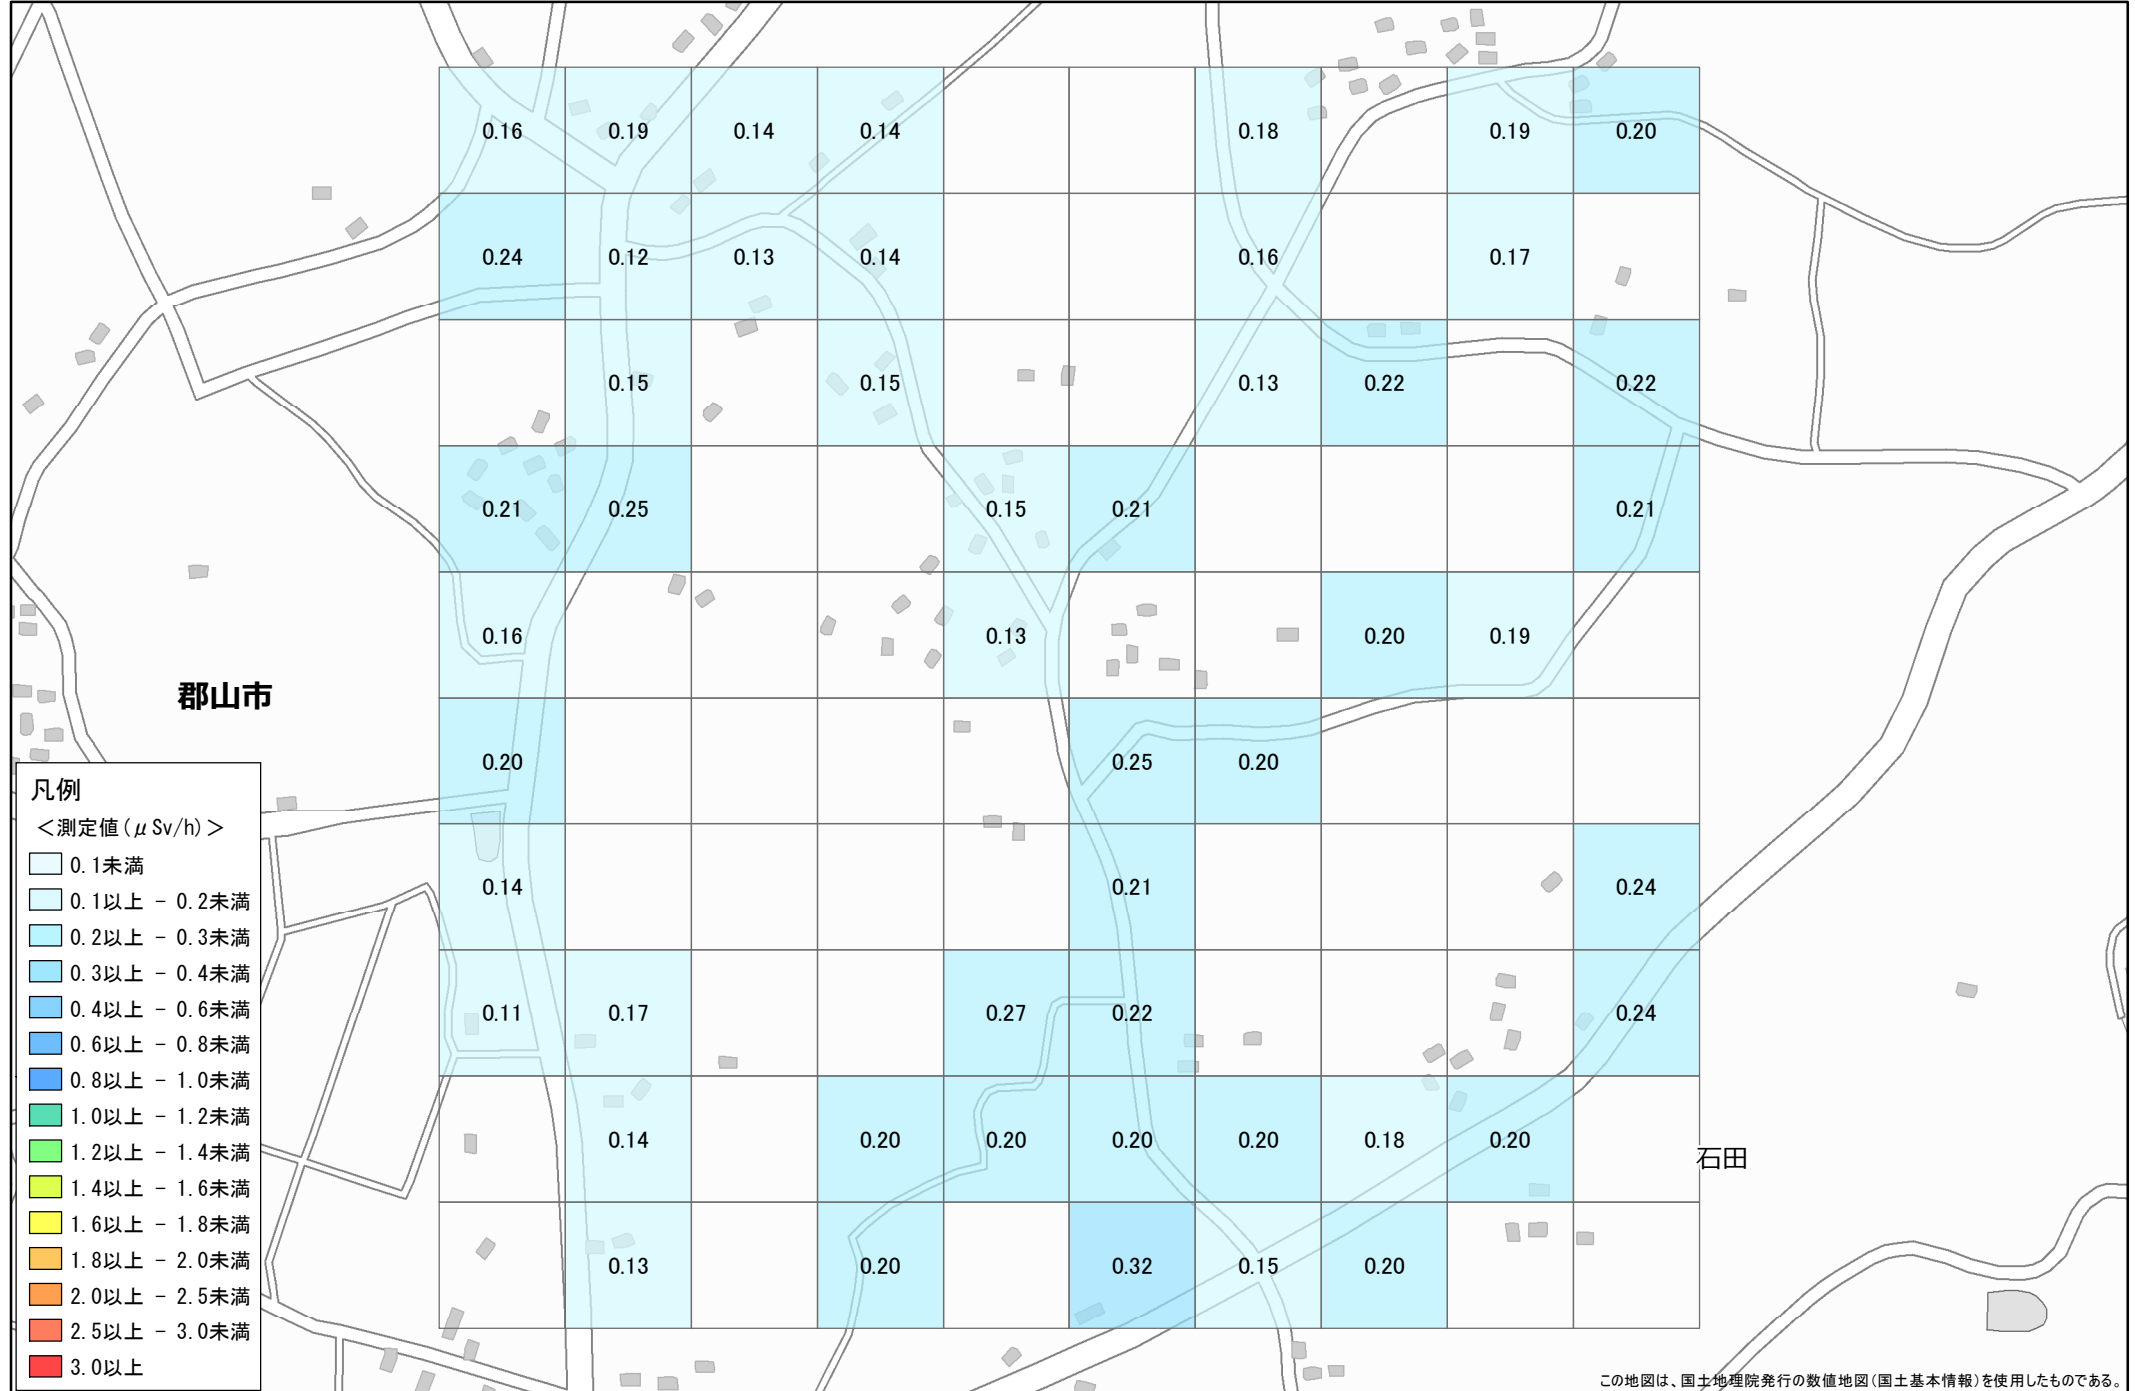 0.16 0.19 0.14 0.14 0.18 0.19 0.20
0.24 0.12 0.13 0.14 0.16 0.17
0.15 0.15 0.13 0.22 0.22
0.21 0.25 0.15 0.21 0.21
0.16 0.13 0.20 0.19
郡山市
0.20 0.25 0.20
0.14 0.21 0.24
0.11 0.17 0.27 0.22 0.24
0.14 0.20 0.20 0.20 0.20 0.18 0.20
石田
0.13 0.20 0.32 0.15 0.20
凡例
＜測定値(μSv/h)＞
0.1未満
0.1以上 - 0.2未満
0.2以上 - 0.3未満
0.3以上 - 0.4未満
0.4以上 - 0.6未満
0.6以上 - 0.8未満
0.8以上 - 1.0未満
1.0以上 - 1.2未満
1.2以上 - 1.4未満
1.4以上 - 1.6未満
1.6以上 - 1.8未満
1.8以上 - 2.0未満
2.0以上 - 2.5未満
2.5以上 - 3.0未満
3.0以上
この地図は、国土地理院発行の数値地図(国土基本情報)を使用したものである。